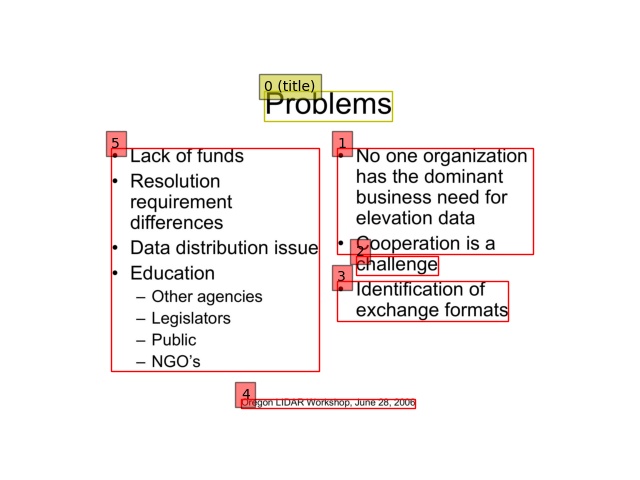 Problems
• Lack of funds
• Resolution
requirement
differences
• Data distribution issue
• Education
– Other agencies
– Legislators
– Public
– NGO's
• No one organization
has the dominant
business need for
elevation data
• Cooperation is a
challenge
• Identification of
exchange formats
Oregon LIDAR Workshop, June 28, 2006
0 (title)
5
1
2
3
4